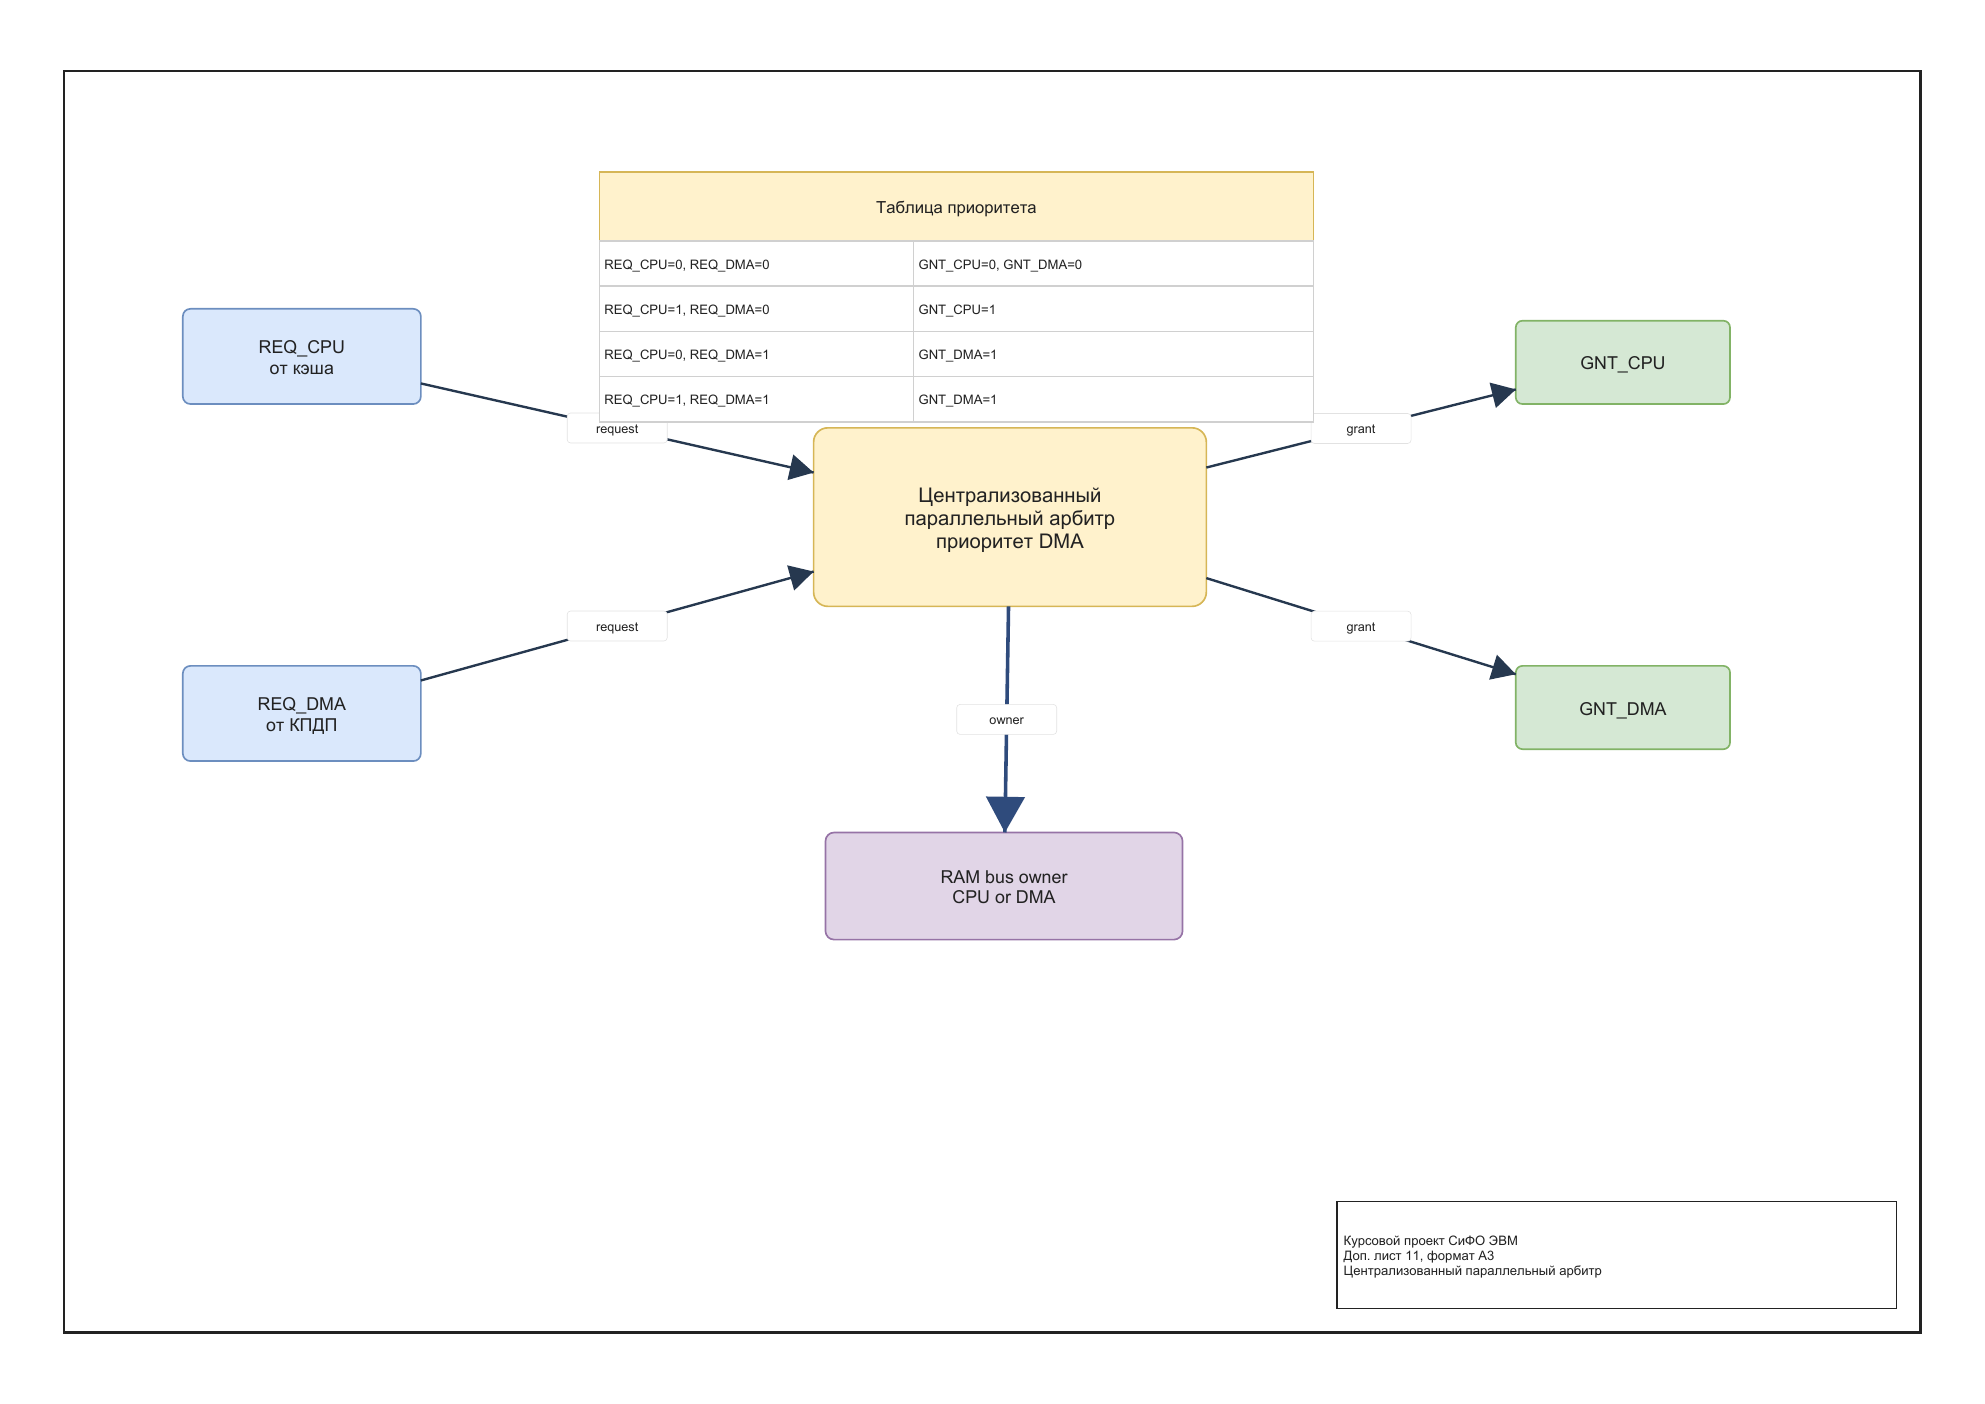 Таблица приоритета
REQ_CPU=0, REQ_DMA=0 GNT_CPU=0, GNT_DMA=0
REQ_CPU=1, REQ_DMA=0 GNT_CPU=1
REQ_CPU=0, REQ_DMA=1 GNT_DMA=1
REQ_CPU=1, REQ_DMA=1 GNT_DMA=1
REQ_CPU
от кэша
GNT_CPU
request
grant
Централизованный
параллельный арбитр
приоритет DMA
request
grant
REQ_DMA
от КПДП
GNT_DMA
owner
RAM bus owner
CPU or DMA
Курсовой проект СиФО ЭВМ
Доп. лист 11, формат А3
Централизованный параллельный арбитр